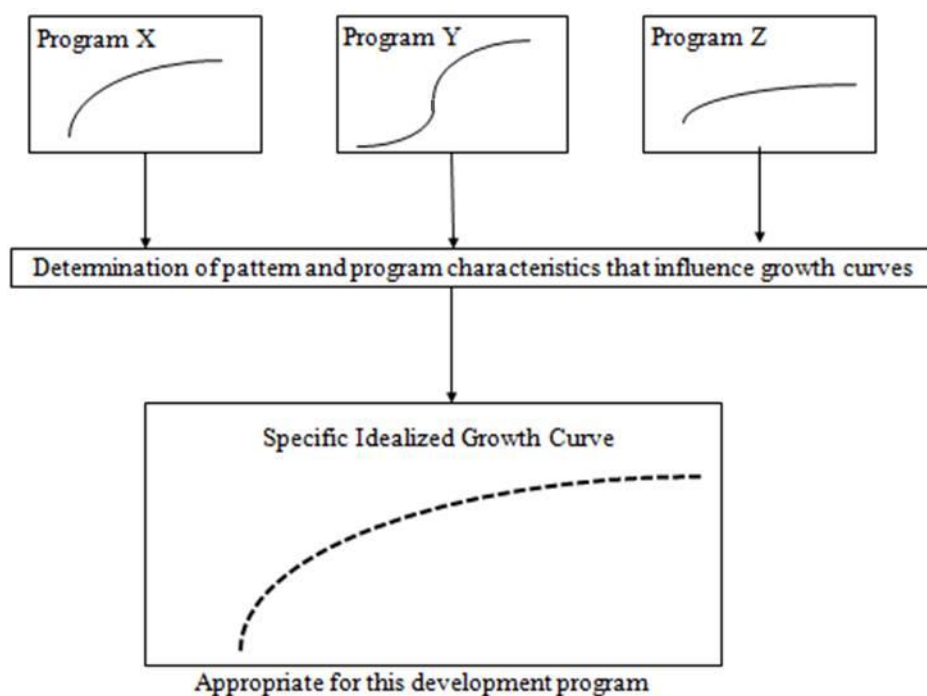 Program X
Program Y
Program Z
Determination of pattern and program characteristics that influence growth curves
Specific Idealized Growth Curve
Appropriate for this development program